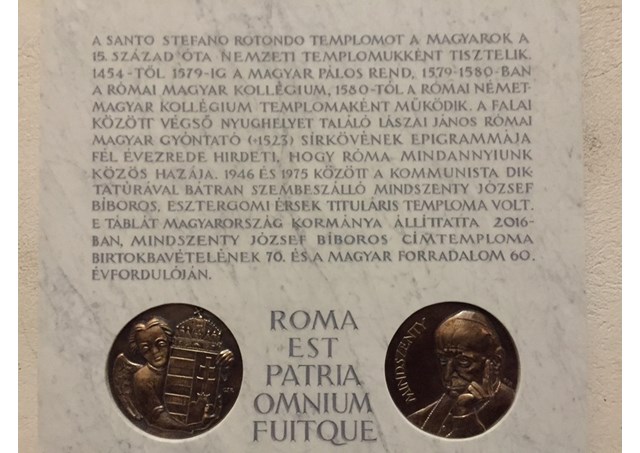 A SANTO STEFANO ROTONDO TEMPLOMOT A MAGYAROK A
15. SZÁZAD ÓTA NEMZETI TEMPLOMUKKÉNT TISZTELIK.
1454-TŐL 1579-IG A MAGYAR PÁLOS REND, 1579-1580-BAN
A RÓMAI MAGYAR KOLLÉGIUM, 1580-TÓL A RÓMAI NÉMET-
MAGYAR KOLLÉGIUM TEMPLOMAKÉNT MŰKÖDIK. A FALAI
KÖZÖTT VÉGSŐ NYUGHELYET TALÁLÓ LÁSZAI JÁNOS RÓMAI
MAGYAR GYÓNTATÓ (+1523) SÍRKÖVÉNEK EPIGRAMMÁJA
FÉL ÉVEZREDE HIRDETI, HOGY RÓMA MINDANNYIUNK
KÖZÖS HAZÁJA. 1946 ÉS 1975 KÖZÖTT A KOMMUNISTA DIK-
TATÚRÁVAL BÁTRAN SZEMBESZÁLLÓ MINDSZENTY JÓZSEF
BÍBOROS, ESZTERGOMI ÉRSEK TITULÁRIS TEMPLOMA VOLT.
E TÁBLÁT MAGYARORSZÁG KORMÁNYA ÁLLÍTTATTA 2016-
BAN, MINDSZENTY JÓZSEF BÍBOROS CÍMTEMPLOMA
BIRTOKBAVÉTELÉNEK 70. ÉS A MAGYAR FORRADALOM 60.
ÉVFORDULÓJÁN.
ROMA
EST
PATRIA
OMNIUM
FUITQUE
MINDSZENTY